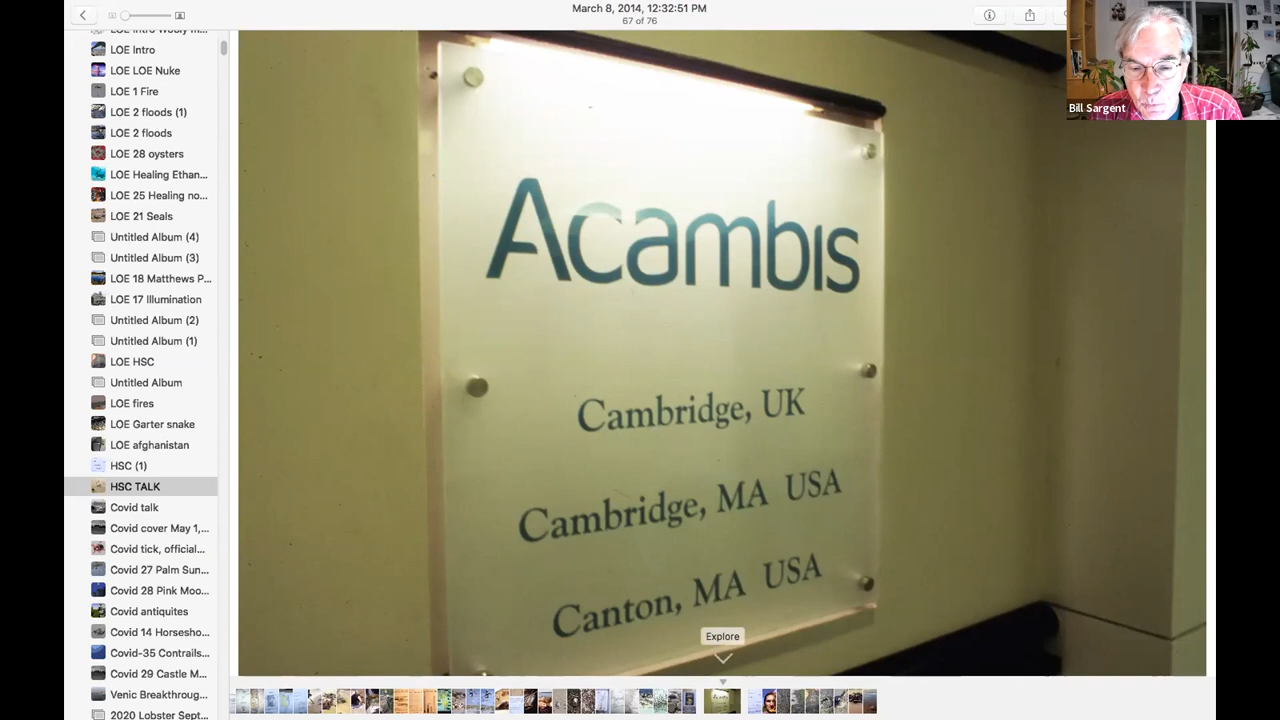 March 8, 2014, 12:32:51 PM
67 of 76
LOE Intro
LOE LOE Nuke
LOE 1 Fire
LOE 2 floods (1)
LOE 2 floods
LOE 28 oysters
LOE Healing Ethan...
LOE 25 Healing no...
LOE 21 Seals
Untitled Album (4)
Untitled Album (3)
LOE 18 Matthews P...
LOE 17 Illumination
Untitled Album (2)
Untitled Album (1)
LOE HSC
Untitled Album
LOE fires
LOE Garter snake
LOE afghanistan
HSC (1)
HSC TALK
Covid talk
Covid cover May 1,...
Covid tick, official...
Covid 27 Palm Sun...
Covid 28 Pink Moo...
Covid antiquites
Covid 14 Horsesho...
Covid-35 Contrails...
Covid 29 Castle M...
Venic Breakthroug...
2020 Lobster Sept...
Acambis
Cambridge, UK
Cambridge, MA USA
Canton, MA USA
Explore
Bill Sargent